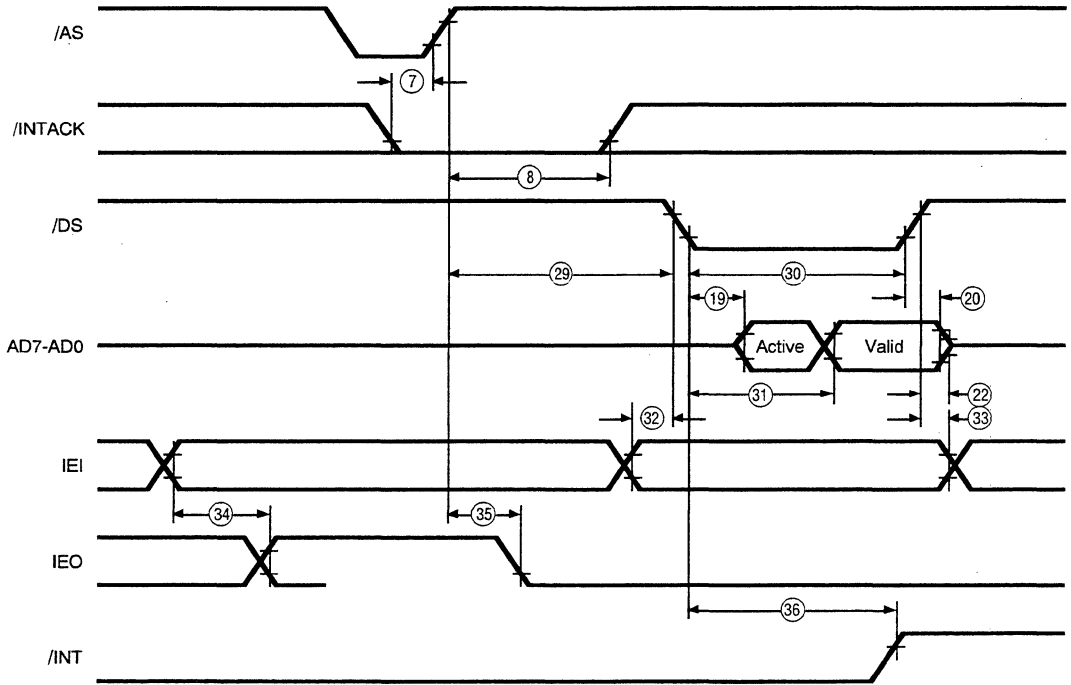 /AS
7
/INTACK
8
/DS
29
30
19
20
AD7-AD0
Active
Valid
31
22
32
33
IEI
34
35
IEO
36
/INT